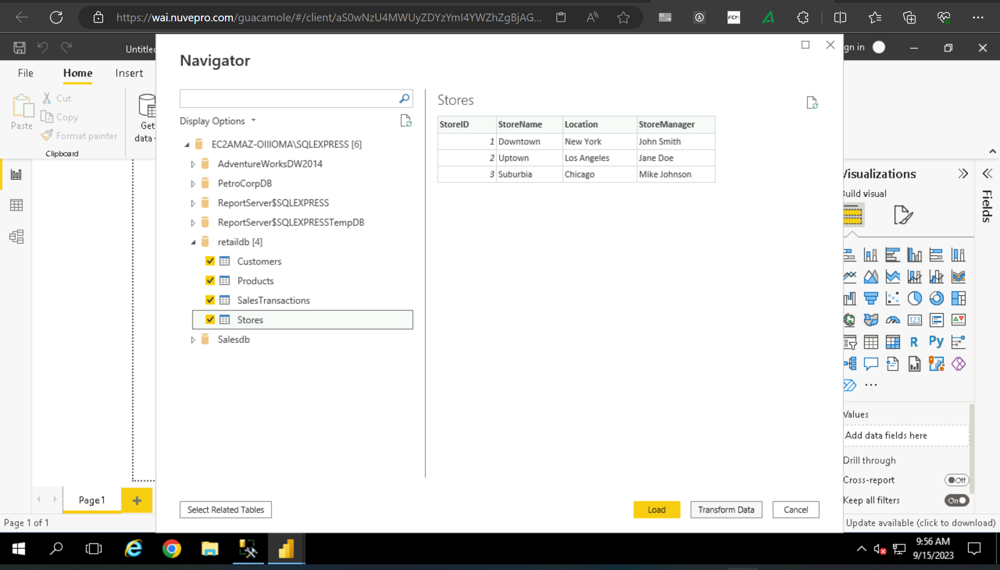 https://wai.nuvepro.com/guacamole/#/client/aS0wNzU4MWUyZDYzYmI4YWZhZgBjAG...
FCM
Untitled
gn in
Navigator
File
Home
Insert
Paste
Cut
Copy
Format painter
Clipboard
Get
data
Display Options
EC2AMAZ-OIIIOMA\SQLEXPRESS [6]
AdventureWorksDW2014
PetroCorpDB
ReportServer$SQLEXPRESS
ReportServer$SQLEXPRESSTempDB
retaildb [4]
Customers
Products
SalesTransactions
Stores
Salesdb
Stores
StoreID StoreName Location StoreManager
1 Downtown New York John Smith
2 Uptown Los Angeles Jane Doe
3 Suburbia Chicago Mike Johnson
Visualizations
Build visual
Fields
123
R
Py
Values
Add data fields here
Drill through
Cross-report Off
Keep all filters On
Page 1
Select Related Tables
Load
Transform Data
Cancel
Page 1 of 1
Update available (click to download)
9:56 AM
9/15/2023